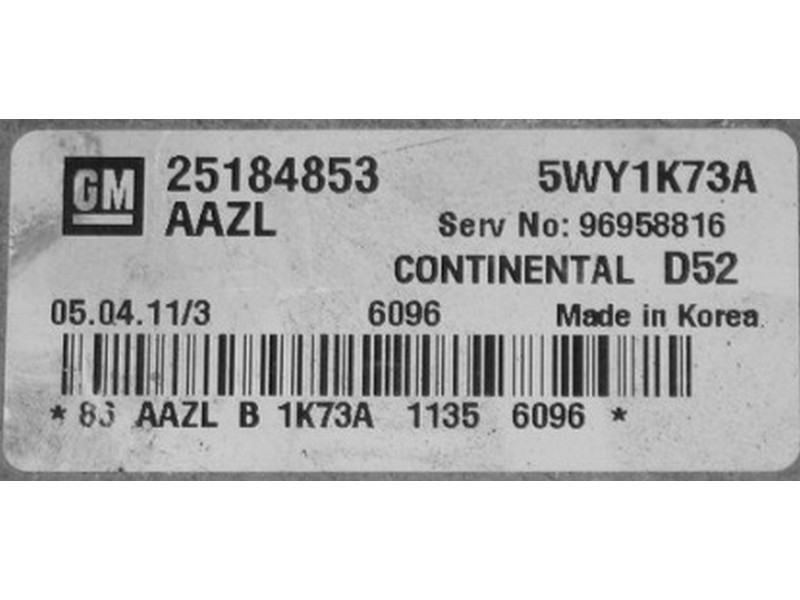 GM 25184853 5WY1K73A
AAZL Serv No: 96958816
CONTINENTAL D52
05.04.11/3 6096 Made in Korea
* AAZL B 1K73A 1135 6096 *